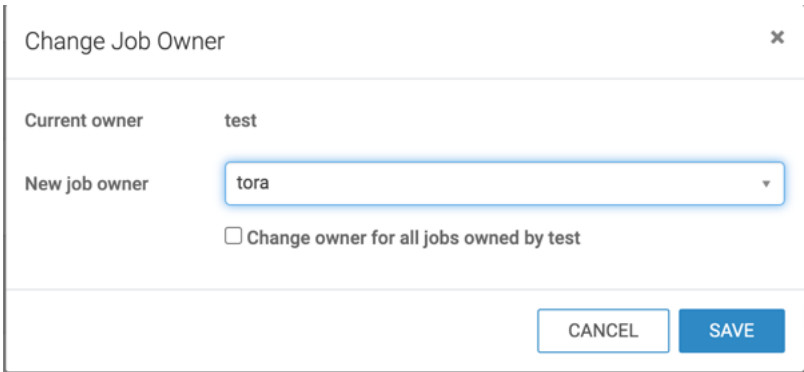 Change Job Owner ×
Current owner test
New job owner tora
Change owner for all jobs owned by test
CANCEL SAVE